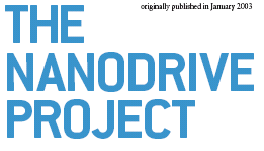 originally published in January 2003
THE
NANODRIVE
PROJECT